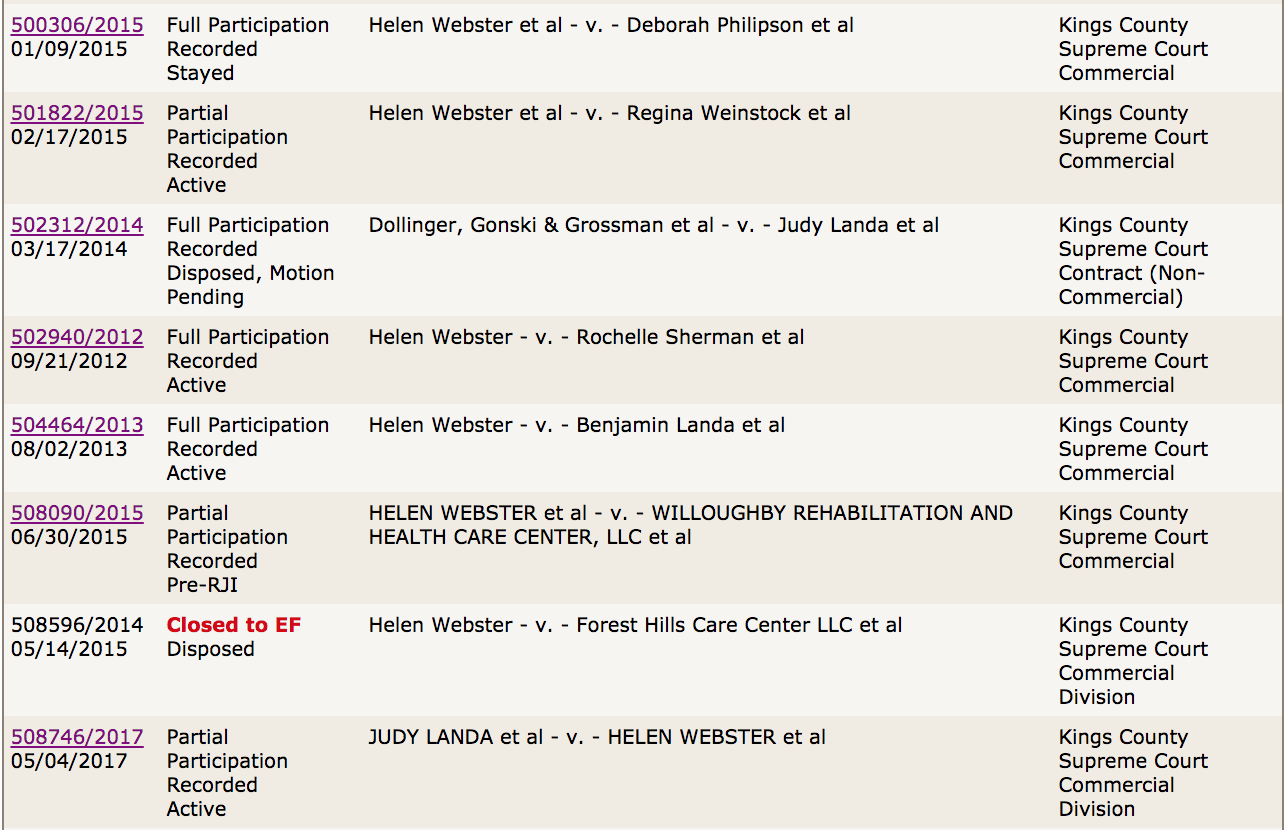 500306/2015 Full Participation Helen Webster et al - v. - Deborah Philipson et al Kings County
01/09/2015 Recorded Supreme Court
Stayed Commercial
501822/2015 Partial Helen Webster et al - v. - Regina Weinstock et al Kings County
02/17/2015 Participation Supreme Court
Recorded Commercial
Active
502312/2014 Full Participation Dollinger, Gonski & Grossman et al - v. - Judy Landa et al Kings County
03/17/2014 Recorded Supreme Court
Disposed, Motion Contract (Non-
Pending Commercial)
502940/2012 Full Participation Helen Webster - v. - Rochelle Sherman et al Kings County
09/21/2012 Recorded Supreme Court
Active Commercial
504464/2013 Full Participation Helen Webster - v. - Benjamin Landa et al Kings County
08/02/2013 Recorded Supreme Court
Active Commercial
508090/2015 Partial HELEN WEBSTER et al - v. - WILLOUGHBY REHABILITATION AND Kings County
06/30/2015 Participation HEALTH CARE CENTER, LLC et al Supreme Court
Recorded Commercial
Pre-RJI
508596/2014 Closed to EF Helen Webster - v. - Forest Hills Care Center LLC et al Kings County
05/14/2015 Disposed Supreme Court
Commercial
Division
508746/2017 Partial JUDY LANDA et al - v. - HELEN WEBSTER et al Kings County
05/04/2017 Participation Supreme Court
Recorded Commercial
Active Division